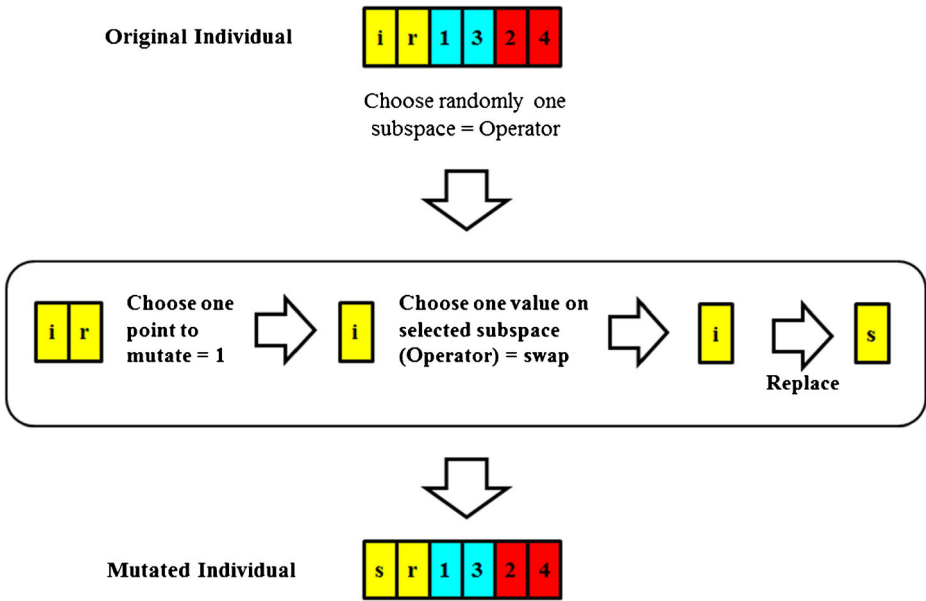 Original Individual
i r 1 3 2 4
Choose randomly one
subspace = Operator
i r
Choose one
point to
mutate = 1
i
Choose one value on
selected subspace
(Operator) = swap
i
Replace
s
Mutated Individual
s r 1 3 2 4